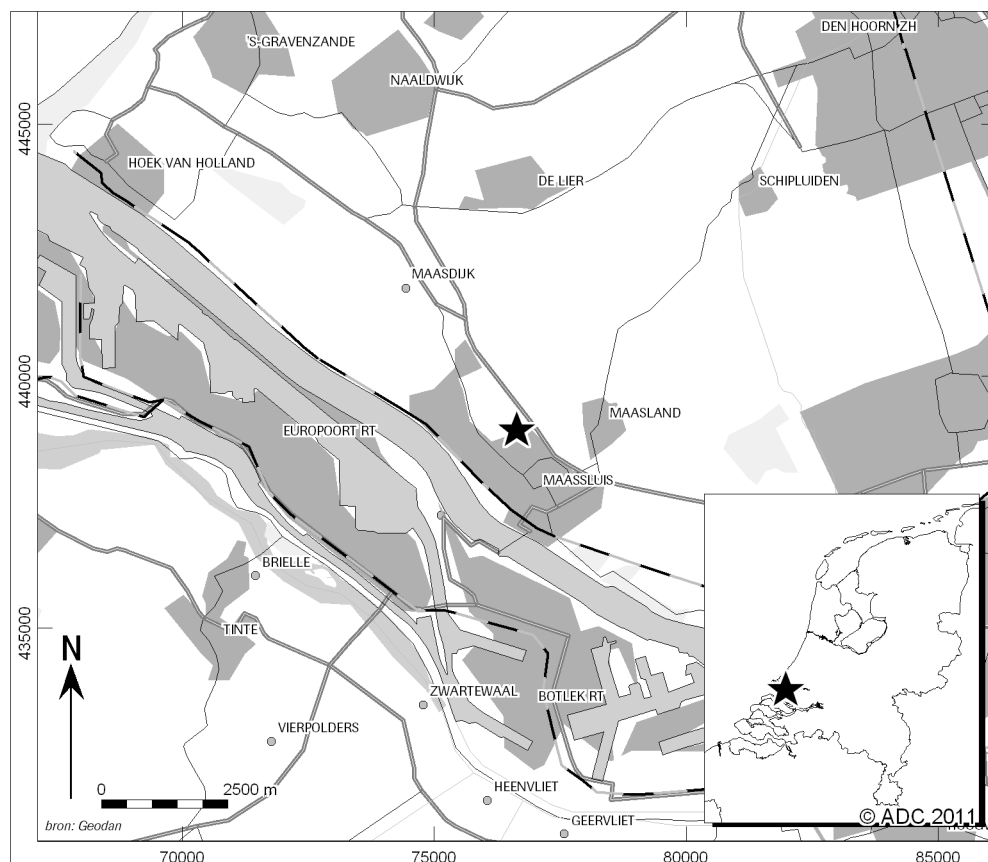 DEN HOORN ZH
'S-GRAVENZANDE
NAALDWIJK
445000
HOEK VAN HOLLAND
DE LIER
SCHIPLUIDEN
MAASDIJK
440000
MAASLAND
EUROPOORT RT
MAASSLUIS
BRIELLE
435000
TINTE
N
ZWARTEWAAL
BOTLEK RT
VIERPOLDERS
HEENVLIET
0 2500 m
GEERVLIET
© ADC 2011
bron: Geodan
70000 75000 80000 85000